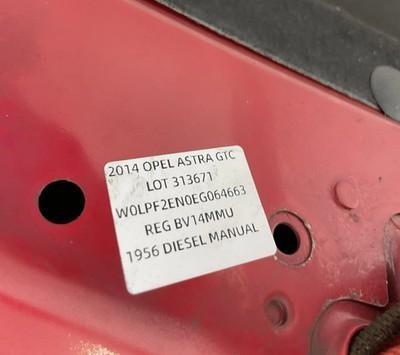 2014 OPEL ASTRA GTC
LOT 313671
W0LPF2EN0EG064663
REG BV14MMU
1956 DIESEL MANUAL